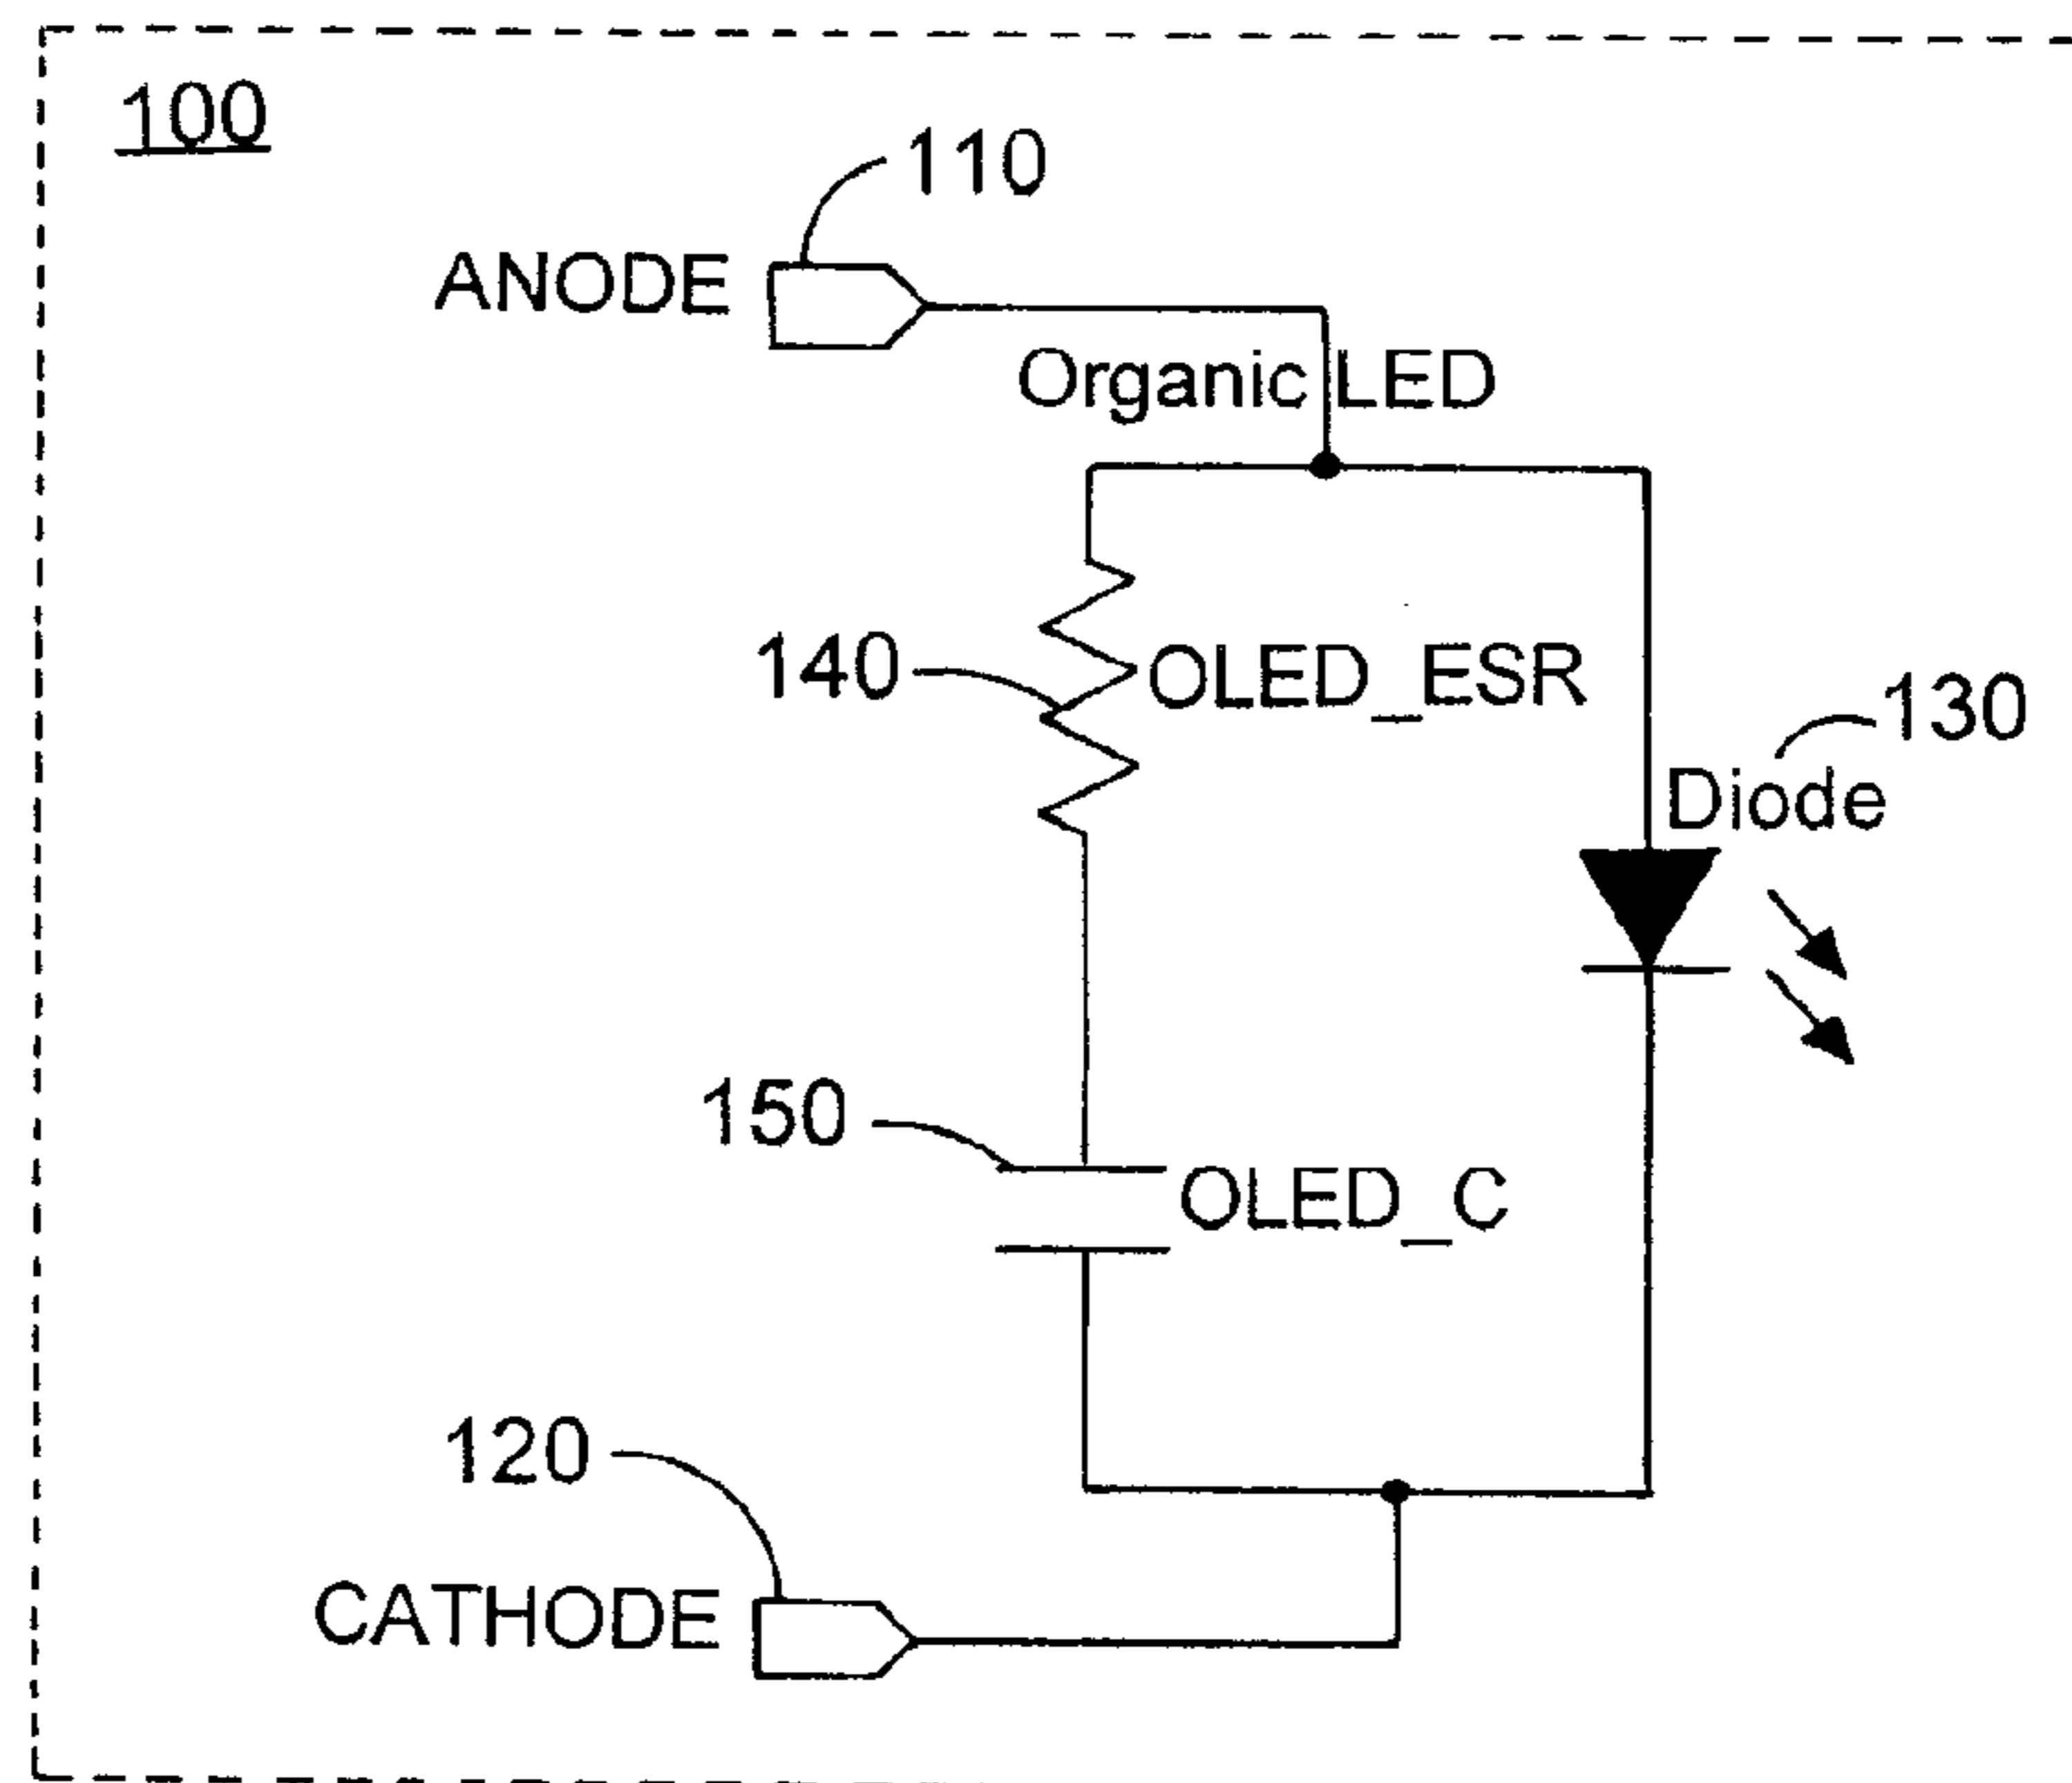 100
110
ANODE
Organic LED
140
OLED_ESR
130
Diode
150
OLED_C
120
CATHODE